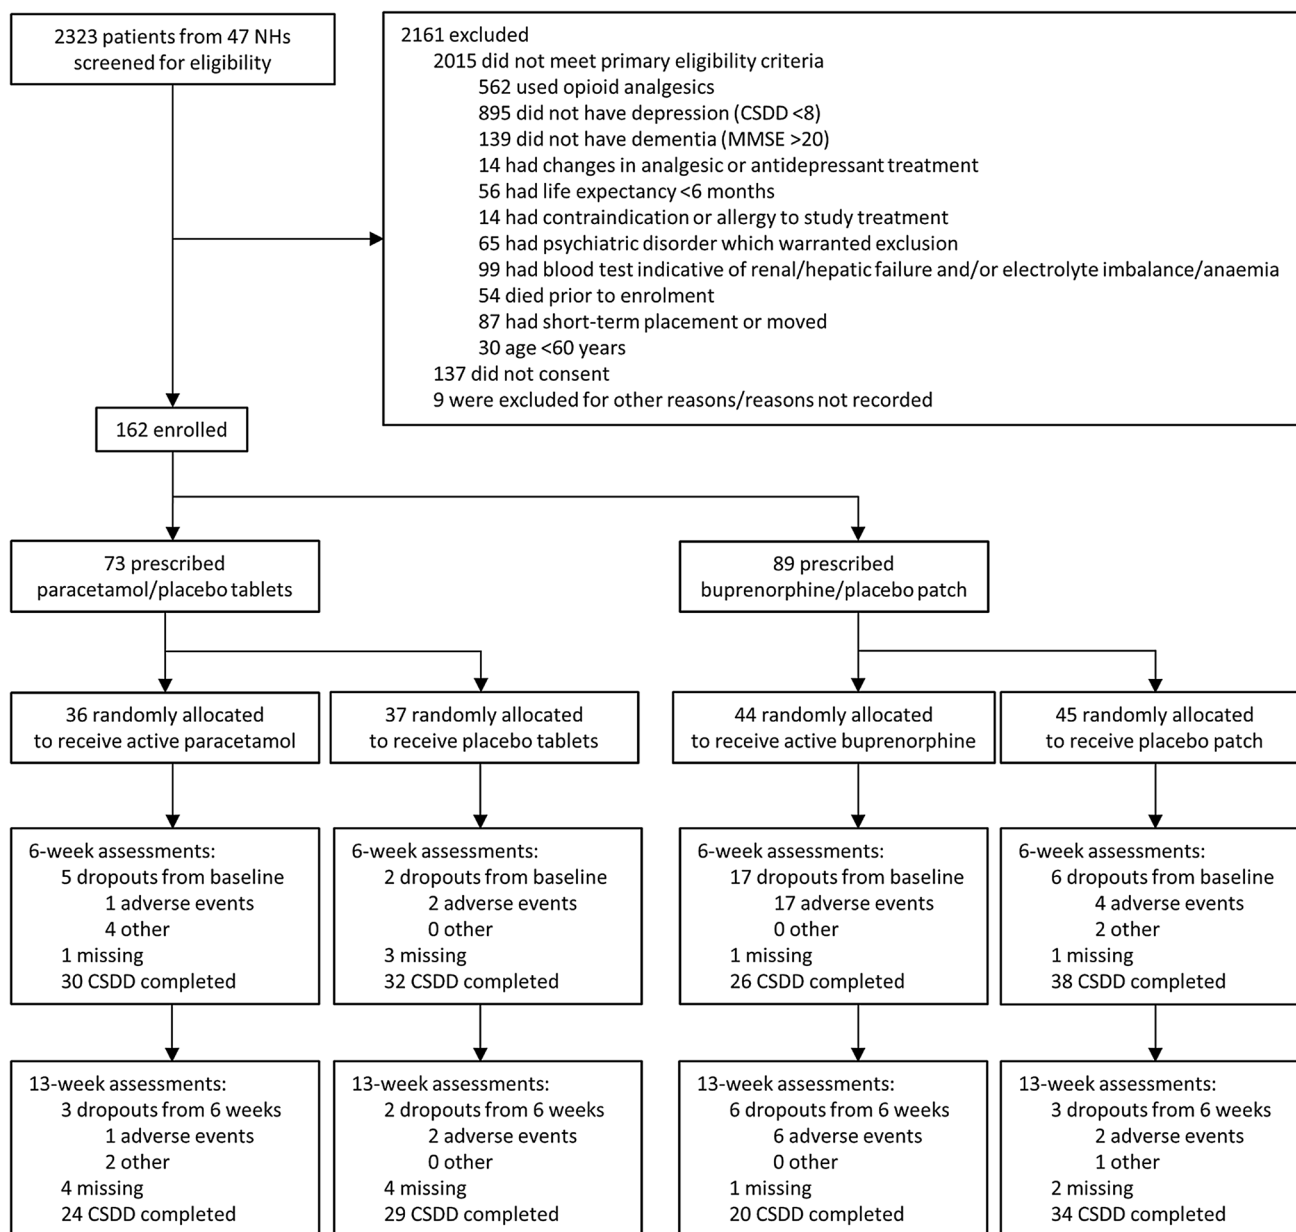 2323 patients from 47 NHs
screened for eligibility
2161 excluded
2015 did not meet primary eligibility criteria
562 used opioid analgesics
895 did not have depression (CSDD <8)
139 did not have dementia (MMSE >20)
14 had changes in analgesic or antidepressant treatment
56 had life expectancy <6 months
14 had contraindication or allergy to study treatment
65 had psychiatric disorder which warranted exclusion
99 had blood test indicative of renal/hepatic failure and/or electrolyte imbalance/anaemia
54 died prior to enrolment
87 had short-term placement or moved
30 age <60 years
137 did not consent
9 were excluded for other reasons/reasons not recorded
162 enrolled
73 prescribed
paracetamol/placebo tablets
89 prescribed
buprenorphine/placebo patch
36 randomly allocated
to receive active paracetamol
37 randomly allocated
to receive placebo tablets
44 randomly allocated
to receive active buprenorphine
45 randomly allocated
to receive placebo patch
6-week assessments:
5 dropouts from baseline
1 adverse events
4 other
1 missing
30 CSDD completed
6-week assessments:
2 dropouts from baseline
2 adverse events
0 other
3 missing
32 CSDD completed
6-week assessments:
17 dropouts from baseline
17 adverse events
0 other
1 missing
26 CSDD completed
6-week assessments:
6 dropouts from baseline
4 adverse events
2 other
1 missing
38 CSDD completed
13-week assessments:
3 dropouts from 6 weeks
1 adverse events
2 other
4 missing
24 CSDD completed
13-week assessments:
2 dropouts from 6 weeks
2 adverse events
0 other
4 missing
29 CSDD completed
13-week assessments:
6 dropouts from 6 weeks
6 adverse events
0 other
1 missing
20 CSDD completed
13-week assessments:
3 dropouts from 6 weeks
2 adverse events
1 other
2 missing
34 CSDD completed